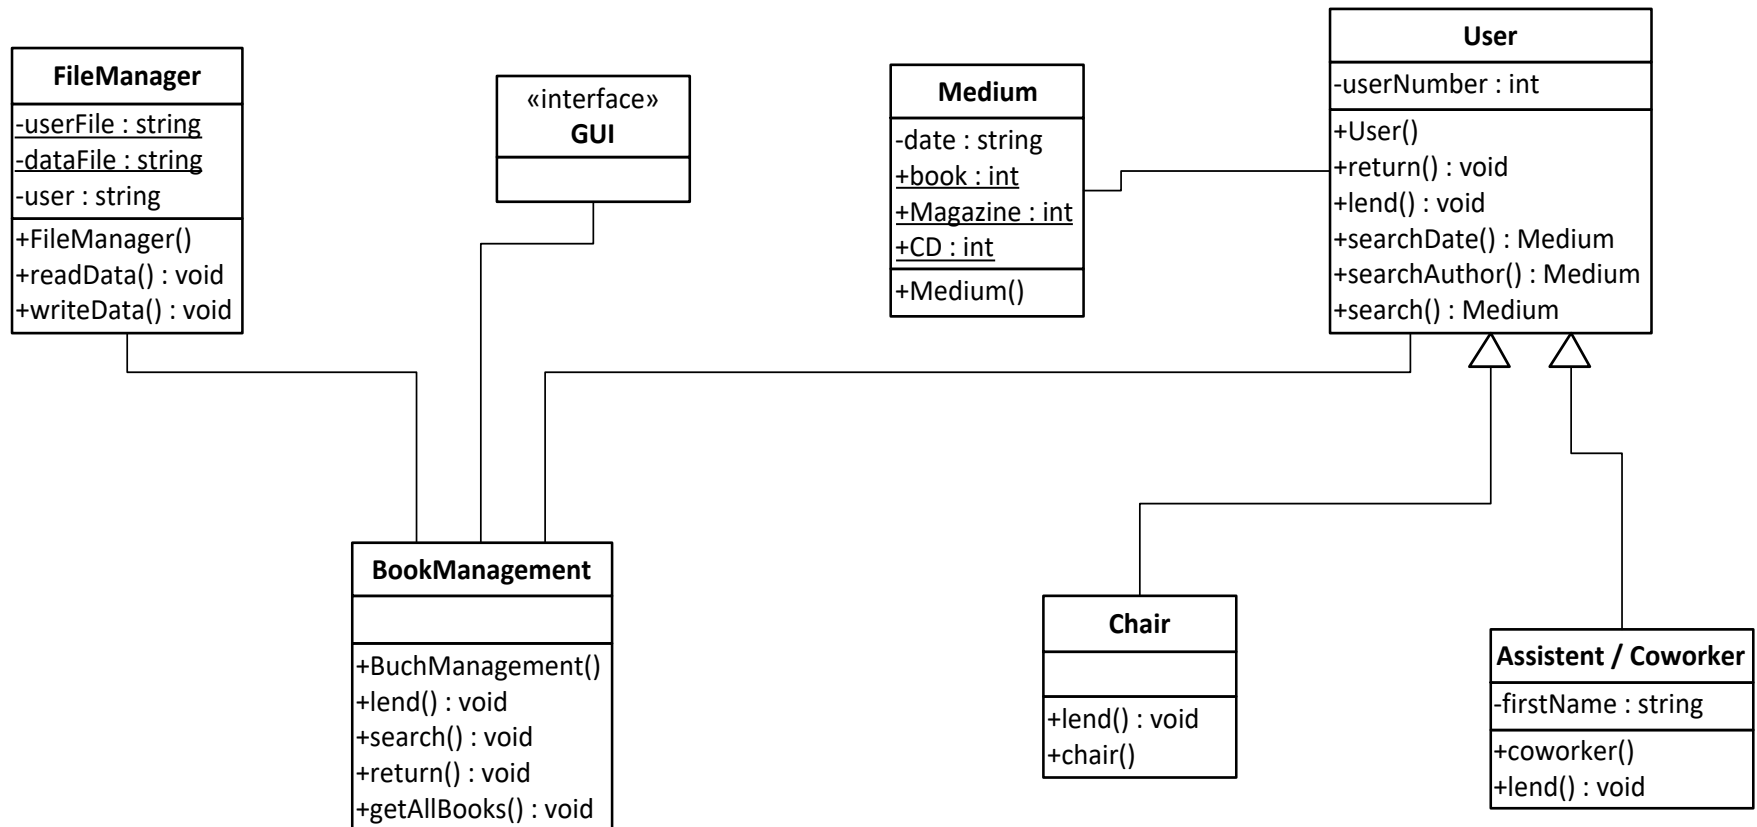 FileManager
-userFile : string
-dataFile : string
-user : string
+FileManager()
+readData() : void
+writeData() : void
«interface»
GUI
Medium
-date : string
+book : int
+Magazine : int
+CD : int
+Medium()
User
-userNumber : int
+User()
+return() : void
+lend() : void
+searchDate() : Medium
+searchAuthor() : Medium
+search() : Medium
BookManagement
+BuchManagement()
+lend() : void
+search() : void
+return() : void
+getAllBooks() : void
Chair
+lend() : void
+chair()
Assistent / Coworker
-firstName : string
+coworker()
+lend() : void